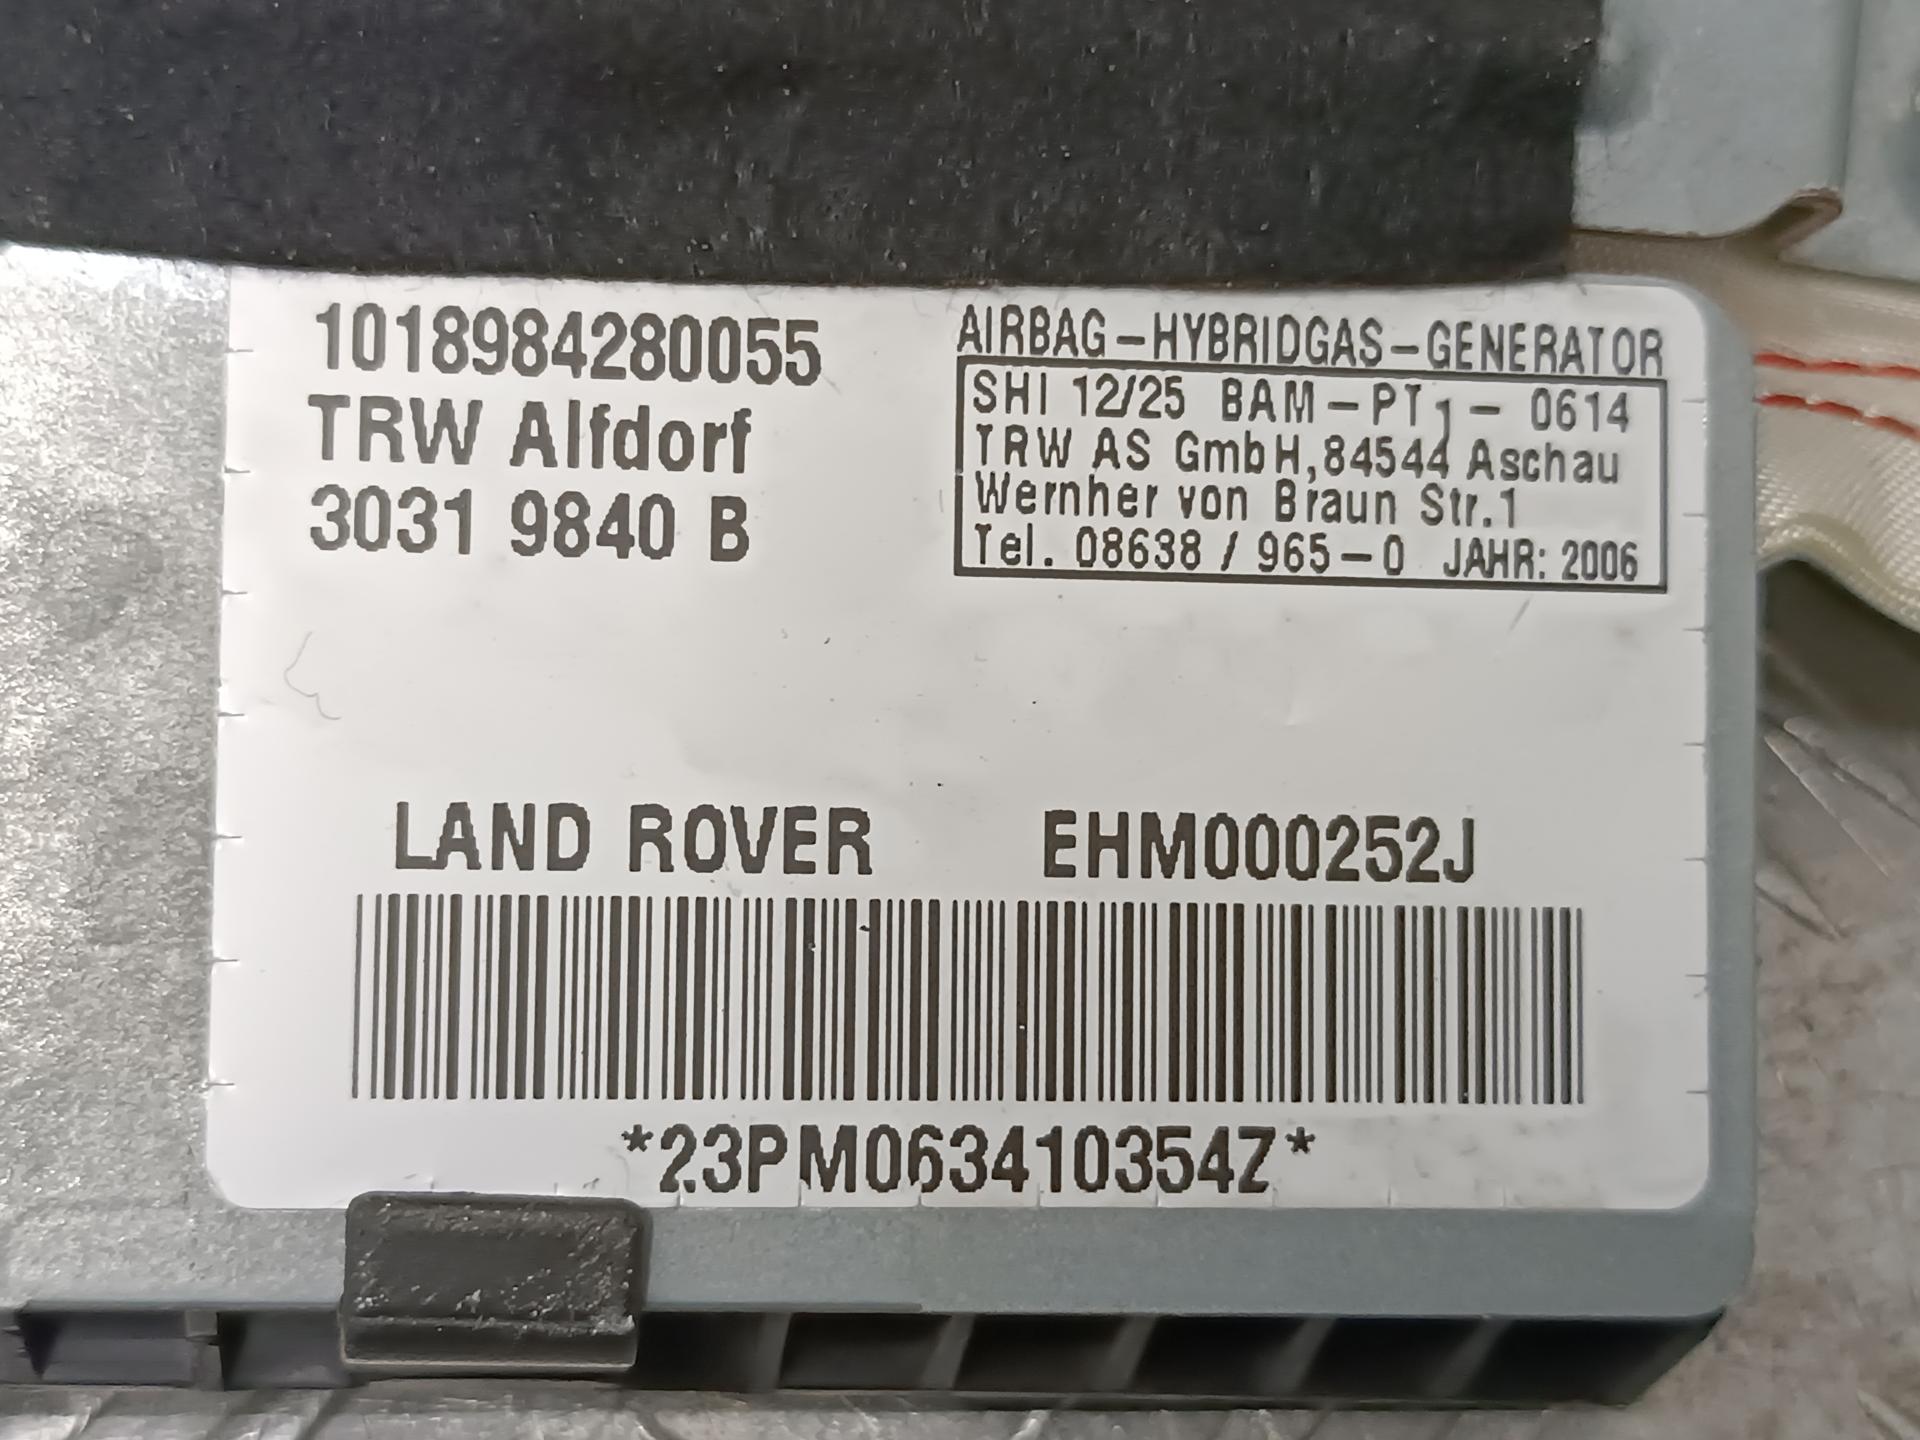 1018984280055
TRW Alfdorf
3031 9840 B
AIRBAG-HYBRIDGAS-GENERATOR
SHI 12/25 BAM-PT1- 0614
TRW AS GmbH,84544 Aschau
Wernher von Braun Str.1
Tel. 08638 / 965-0 JAHR: 2006
LAND ROVER EHM000252J
*23PM063410354Z*